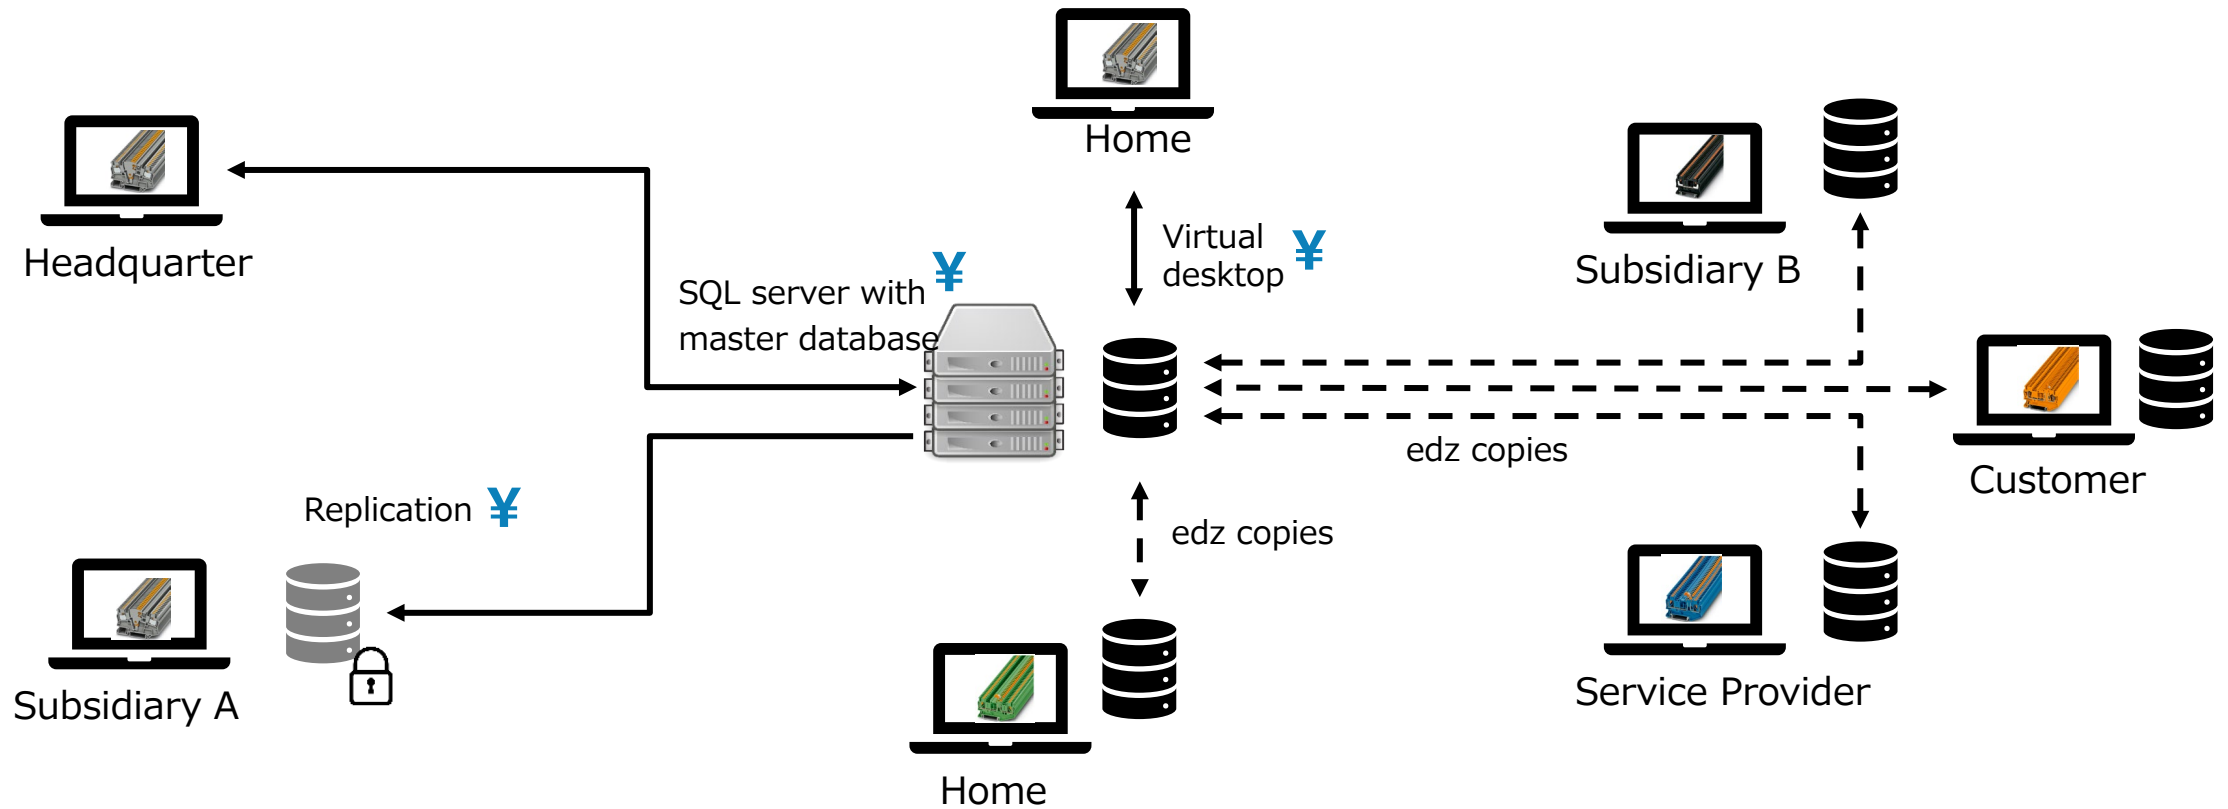 Home
Headquarter
Virtual
desktop ¥
Subsidiary B
¥
SQL server with
master database
edz copies
Customer
Replication ¥
edz copies
Subsidiary A
Service Provider
Home